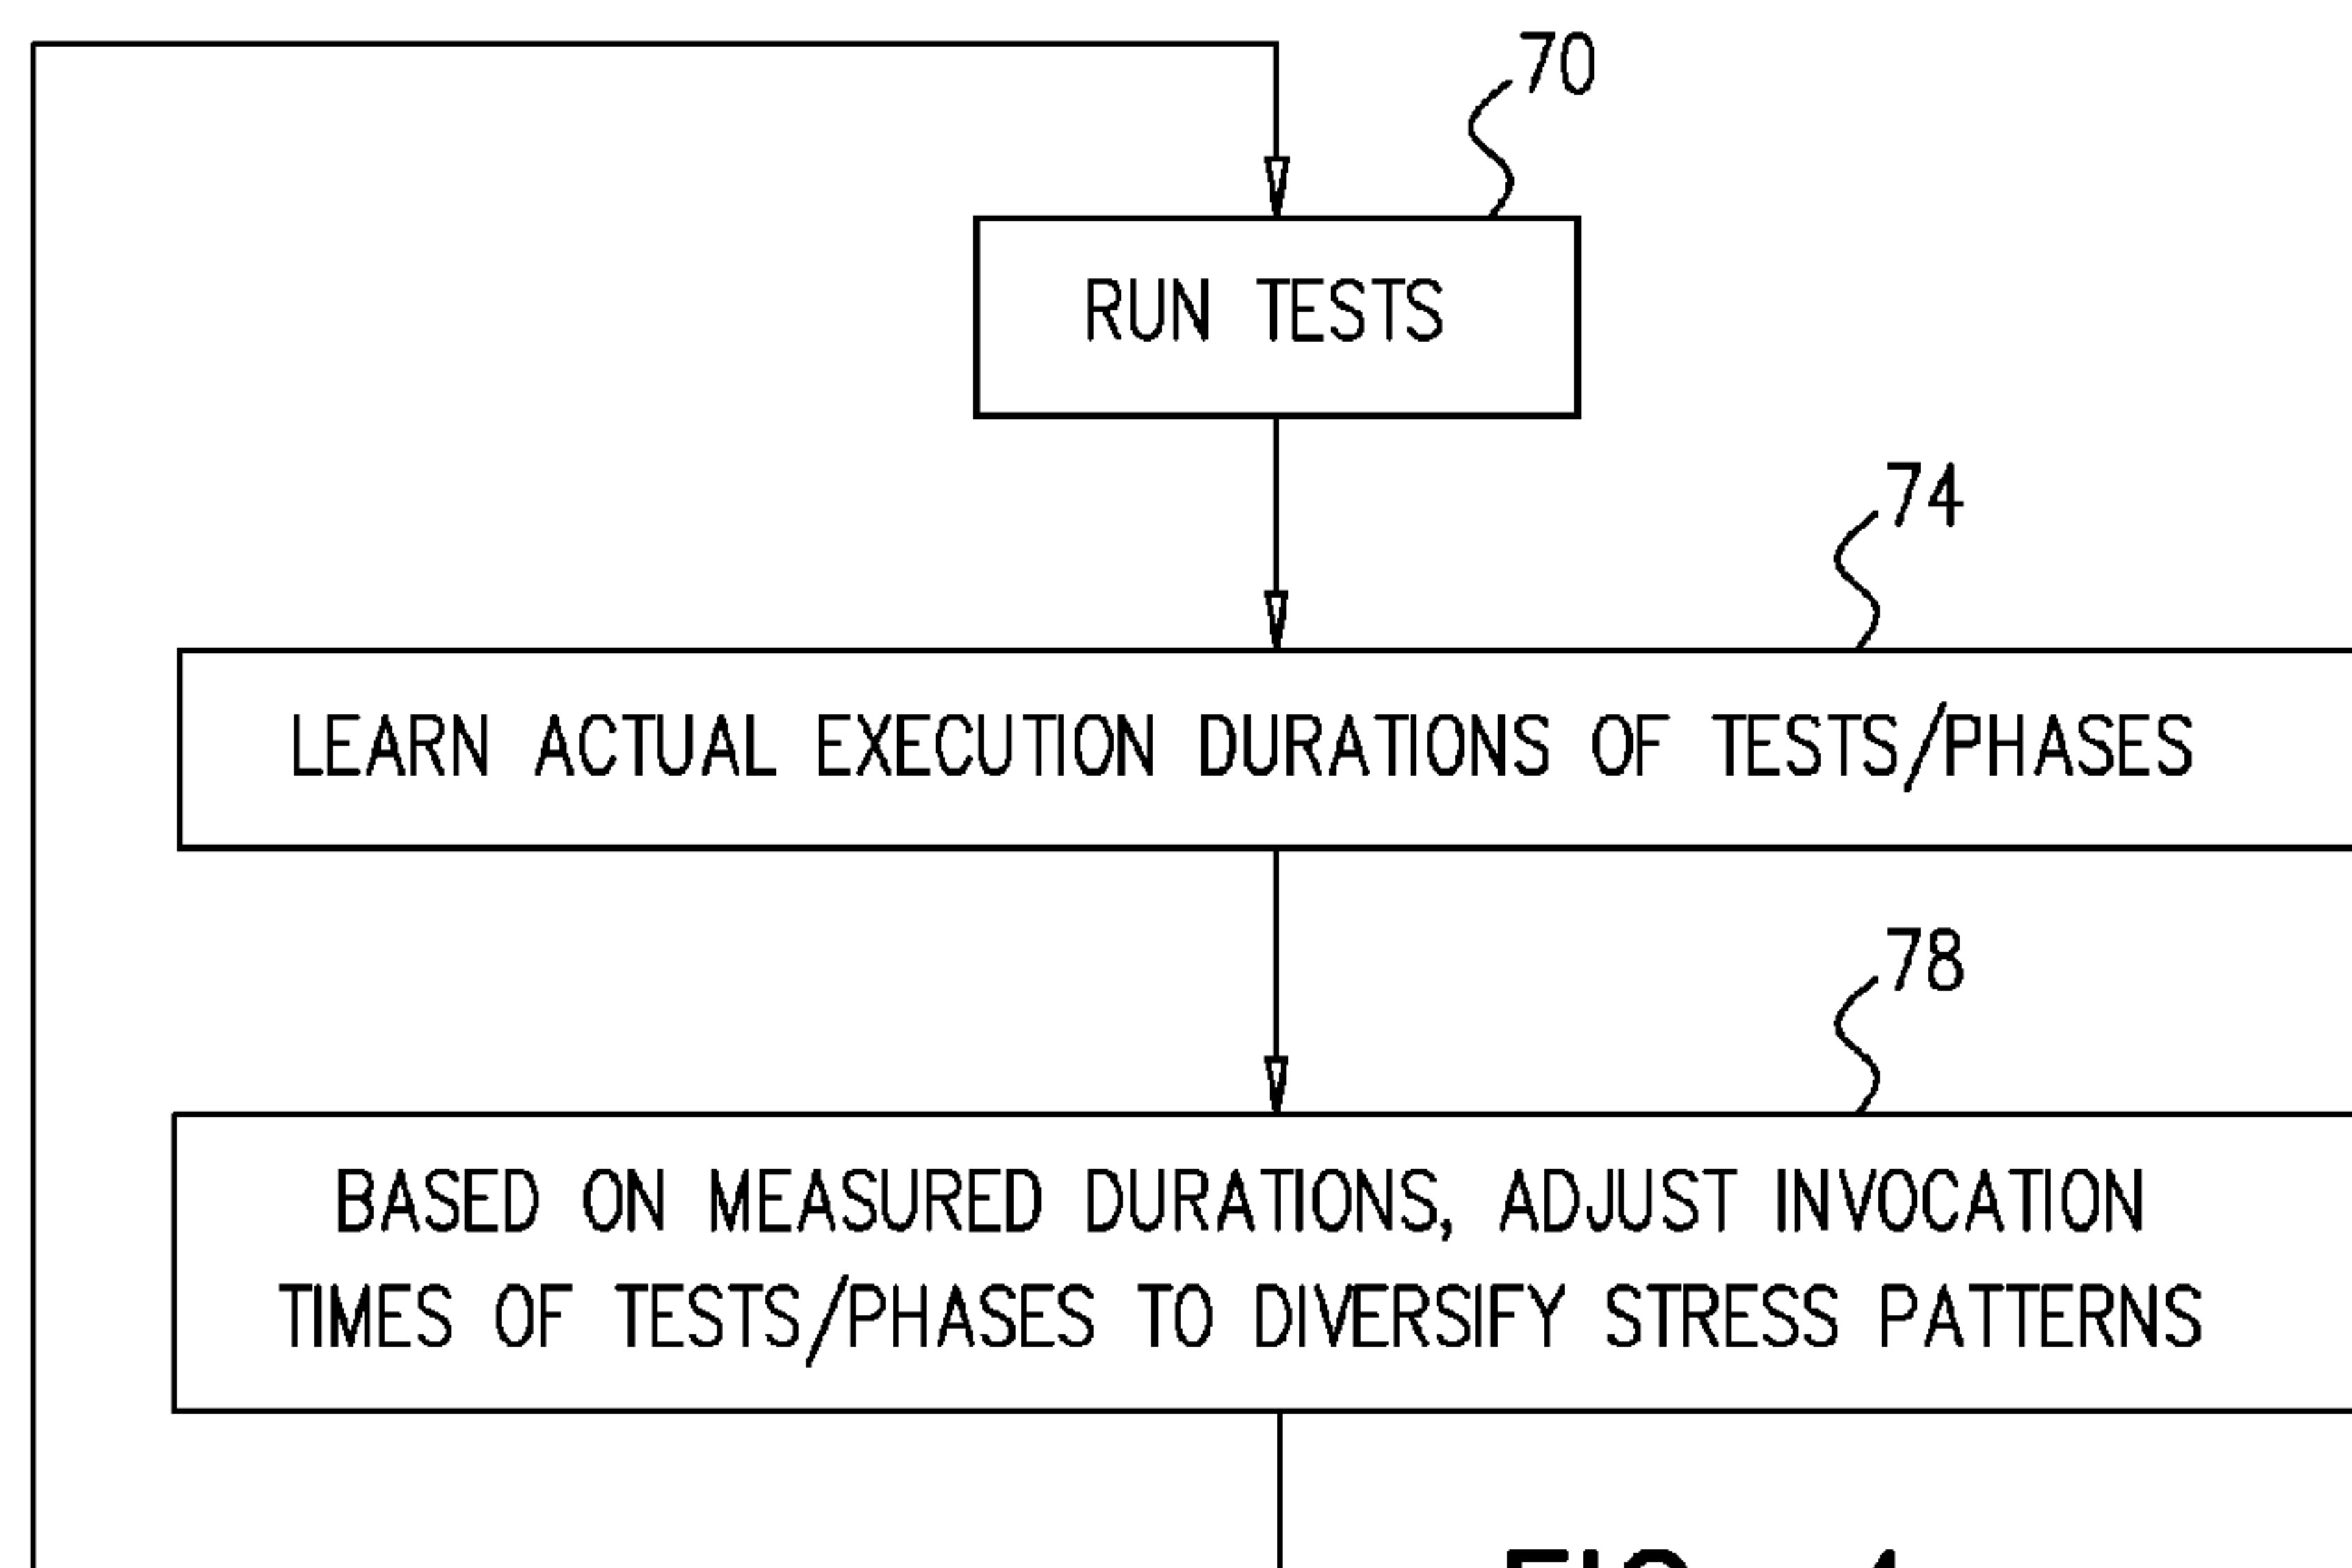 70
RUN TESTS
74
LEARN ACTUAL EXECUTION DURATIONS OF TESTS/PHASES
78
BASED ON MEASURED DURATIONS, ADJUST INVOCATION
TIMES OF TESTS/PHASES TO DIVERSIFY STRESS PATTERNS